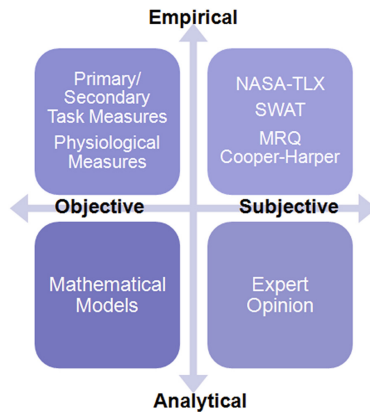 Empirical
Primary/
Secondary
Task Measures
Physiological
Measures
NASA-TLX
SWAT
MRQ
Cooper-Harper
Objective
Subjective
Mathematical
Models
Expert
Opinion
Analytical